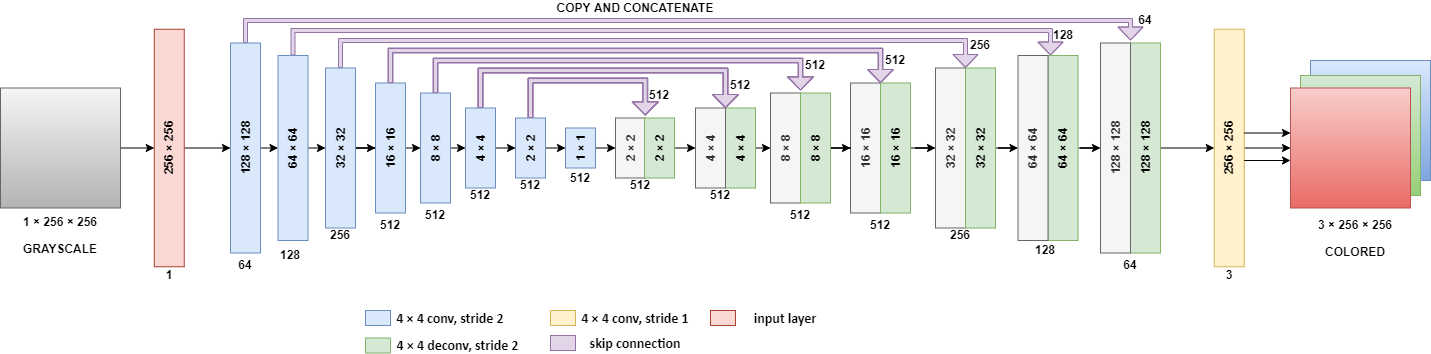 COPY AND CONCATENATE
64
128
256
512
512
512
512
256 × 256
128 × 128
64 × 64
32 × 32
16 × 16
8 × 8
4 × 4
2 × 2
1 × 1
2 × 2
2 × 2
4 × 4
4 × 4
8 × 8
8 × 8
16 × 16
16 × 16
32 × 32
32 × 32
64 × 64
64 × 64
128 × 128
128 × 128
256 × 256
1 × 256 × 256
GRAYSCALE
1
64
128
256
512
512
512
512
512
512
512
512
512
256
128
64
3
3 × 256 × 256
COLORED
4 × 4 conv, stride 2
4 × 4 conv, stride 1
input layer
4 × 4 deconv, stride 2
skip connection